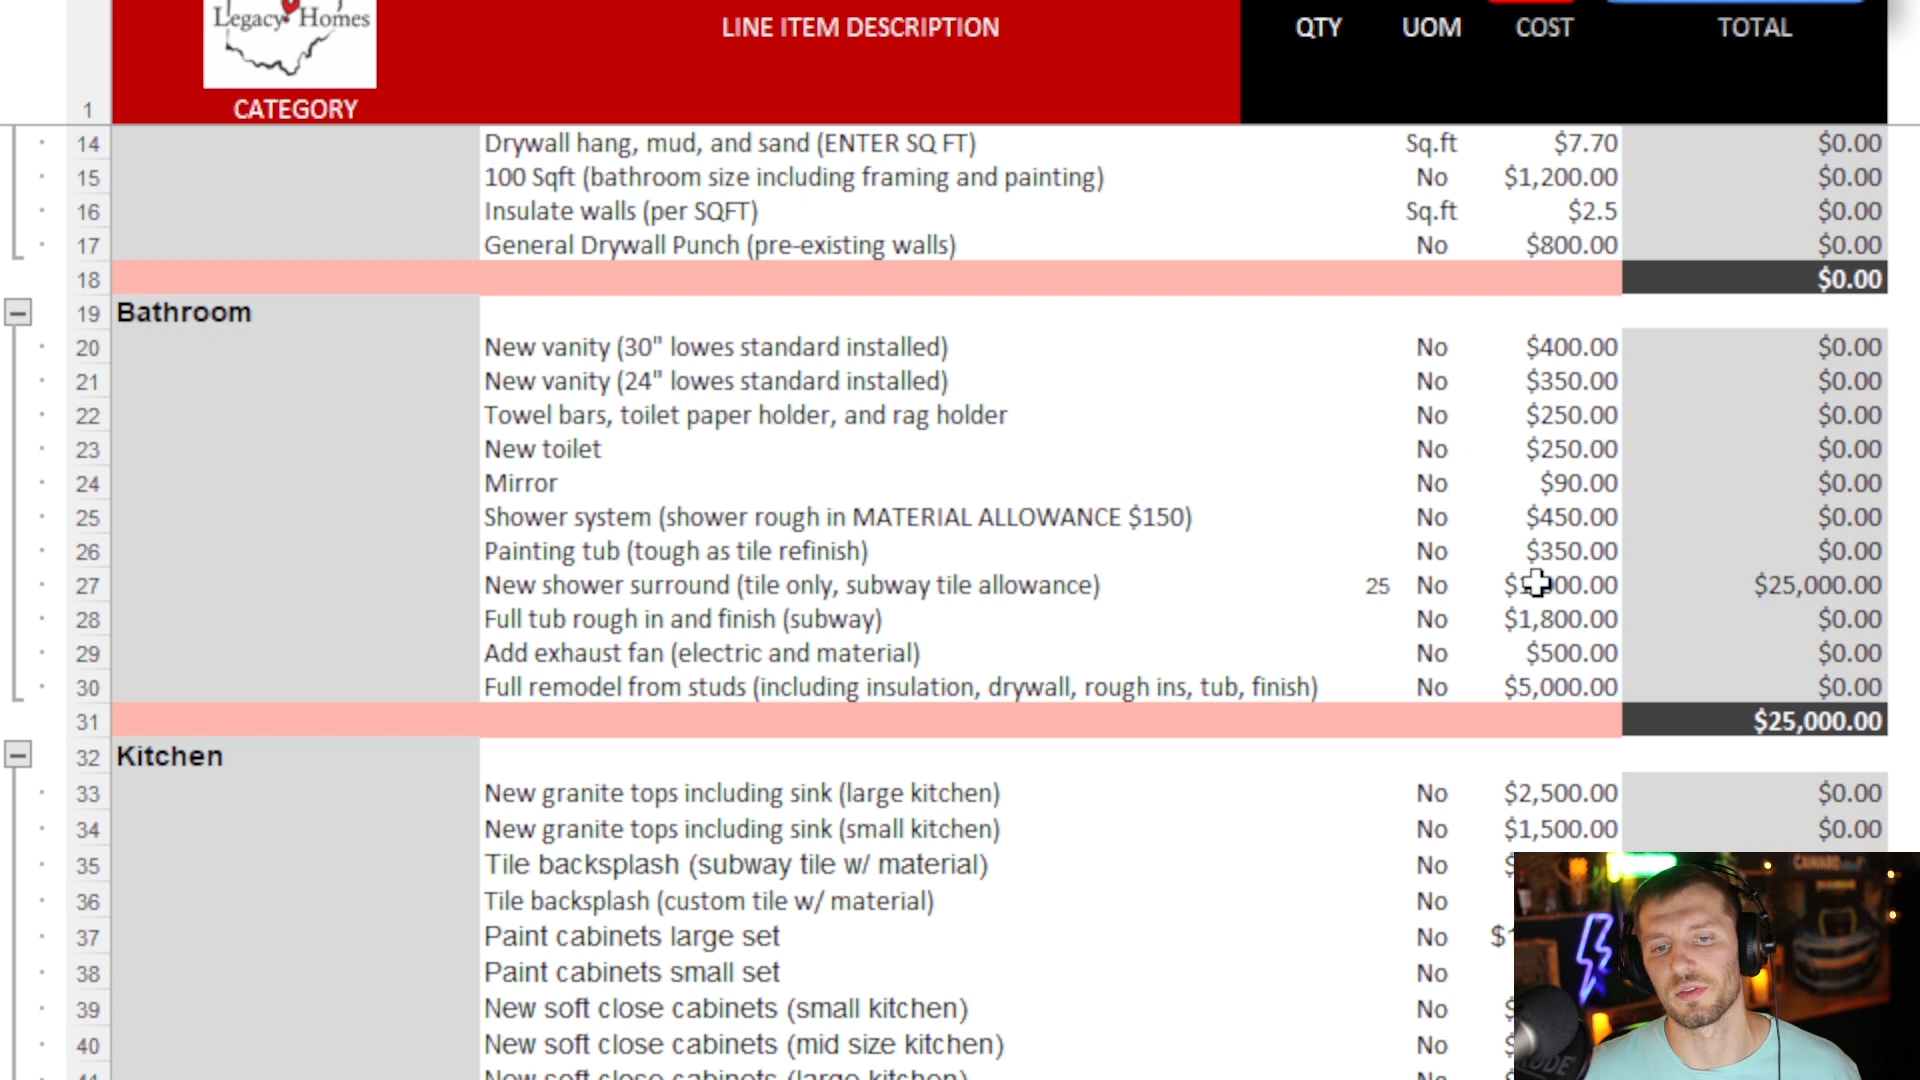 Legacy Homes
LINE ITEM DESCRIPTION QTY UOM COST TOTAL
1 CATEGORY
14 Drywall hang, mud, and sand (ENTER SQ FT) Sq.ft $7.70 $0.00
15 100 Sqft (bathroom size including framing and painting) No $1,200.00 $0.00
16 Insulate walls (per SQFT) Sq.ft $2.5 $0.00
17 General Drywall Punch (pre-existing walls) No $800.00 $0.00
18 $0.00
19 Bathroom
20 New vanity (30" lowes standard installed) No $400.00 $0.00
21 New vanity (24" lowes standard installed) No $350.00 $0.00
22 Towel bars, toilet paper holder, and rag holder No $250.00 $0.00
23 New toilet No $250.00 $0.00
24 Mirror No $90.00 $0.00
25 Shower system (shower rough in MATERIAL ALLOWANCE $150) No $450.00 $0.00
26 Painting tub (tough as tile refinish) No $350.00 $0.00
27 New shower surround (tile only, subway tile allowance) 25 No $25,000.00
28 Full tub rough in and finish (subway) No $1,800.00 $0.00
29 Add exhaust fan (electric and material) No $500.00 $0.00
30 Full remodel from studs (including insulation, drywall, rough ins, tub, finish) No $5,000.00 $0.00
31 $25,000.00
32 Kitchen
33 New granite tops including sink (large kitchen) No $2,500.00 $0.00
34 New granite tops including sink (small kitchen) No $1,500.00 $0.00
35 Tile backsplash (subway tile w/ material) No
36 Tile backsplash (custom tile w/ material) No
37 Paint cabinets large set No
38 Paint cabinets small set No
39 New soft close cabinets (small kitchen) No
40 New soft close cabinets (mid size kitchen) No
New soft close cabinets (large kitchen) No
RODE